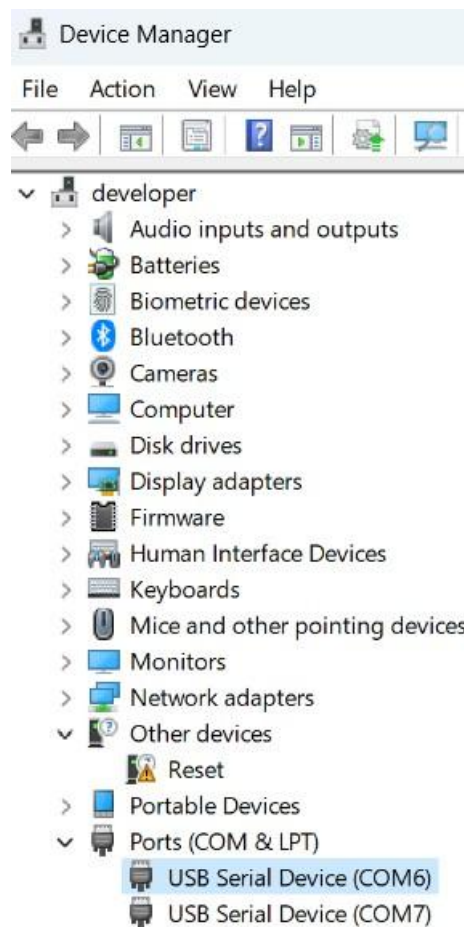 Device Manager
File Action View Help
developer
Audio inputs and outputs
Batteries
Biometric devices
Bluetooth
Cameras
Computer
Disk drives
Display adapters
Firmware
Human Interface Devices
Keyboards
Mice and other pointing devices
Monitors
Network adapters
Other devices
Reset
Portable Devices
Ports (COM & LPT)
USB Serial Device (COM6)
USB Serial Device (COM7)